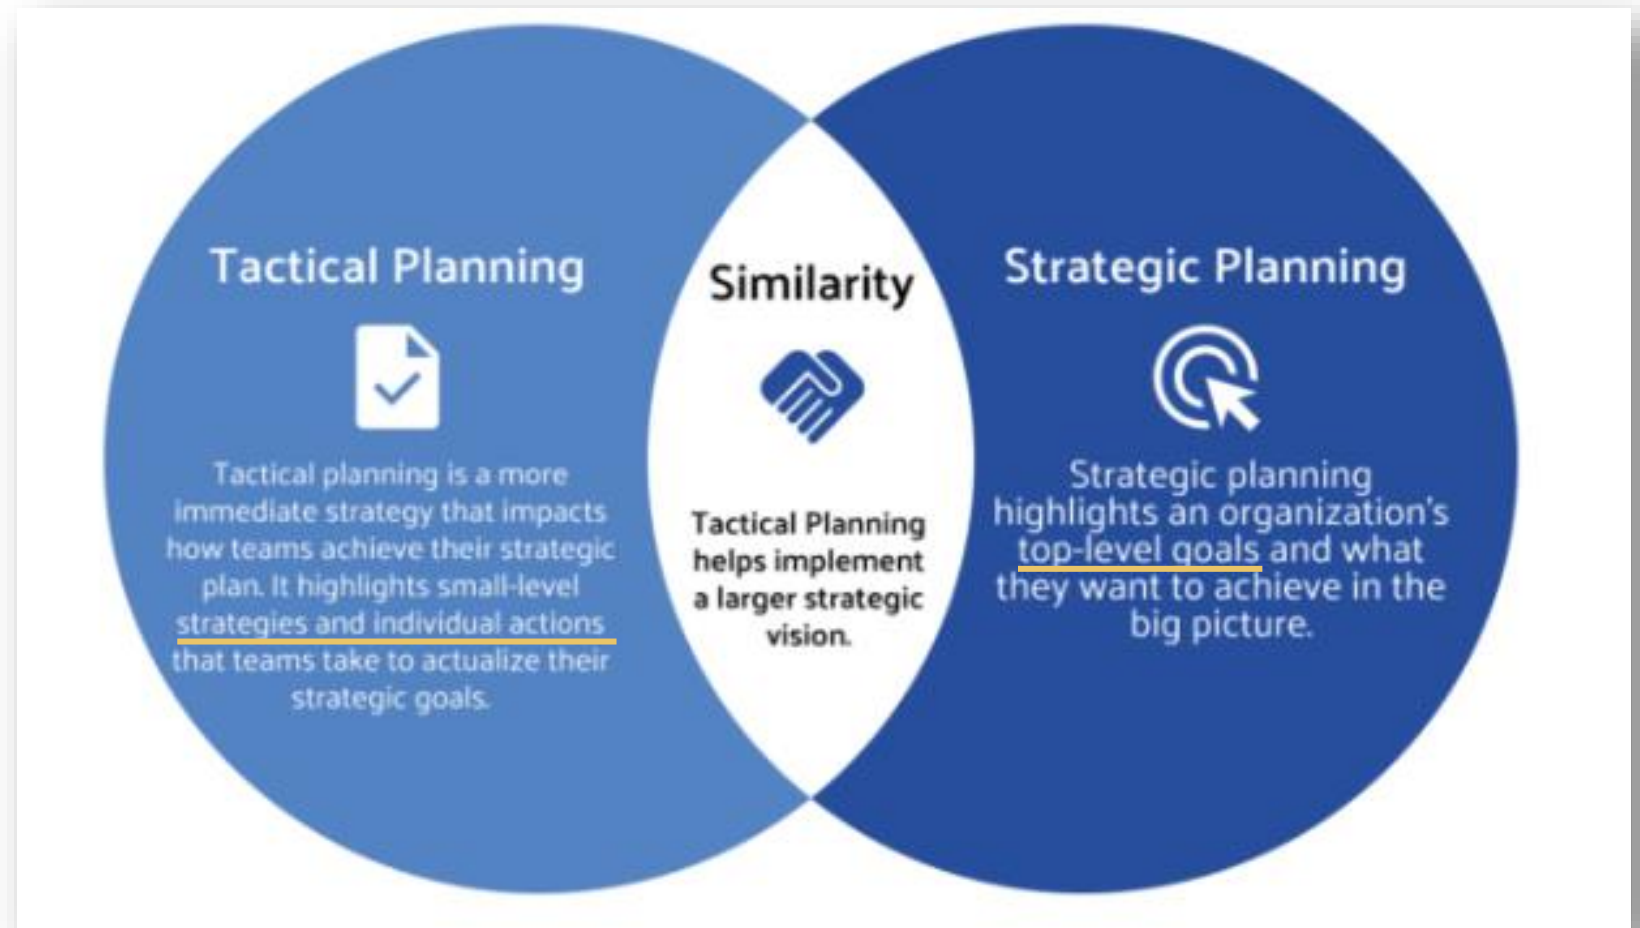 Tactical Planning
Tactical planning is a more
immediate strategy that impacts
how teams achieve their strategic
plan. It highlights small-level
strategies and individual actions
that teams take to actualize their
strategic goals.
Similarity
Tactical Planning
helps implement
a larger strategic
vision.
Strategic Planning
Strategic planning
highlights an organization's
top-level goals and what
they want to achieve in the
big picture.